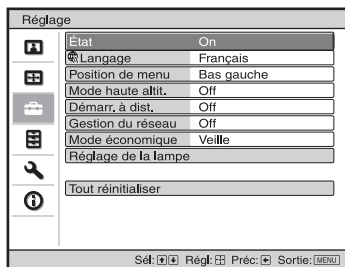 Réglage
État On
Langage Français
Position de menu Bas gauche
Mode haute altit. Off
Démarr. à dist. Off
Gestion du réseau Off
Mode économique Veille
Réglage de la lampe
Tout réinitialiser
Sél: Régl: Préc: Sortie: MENU